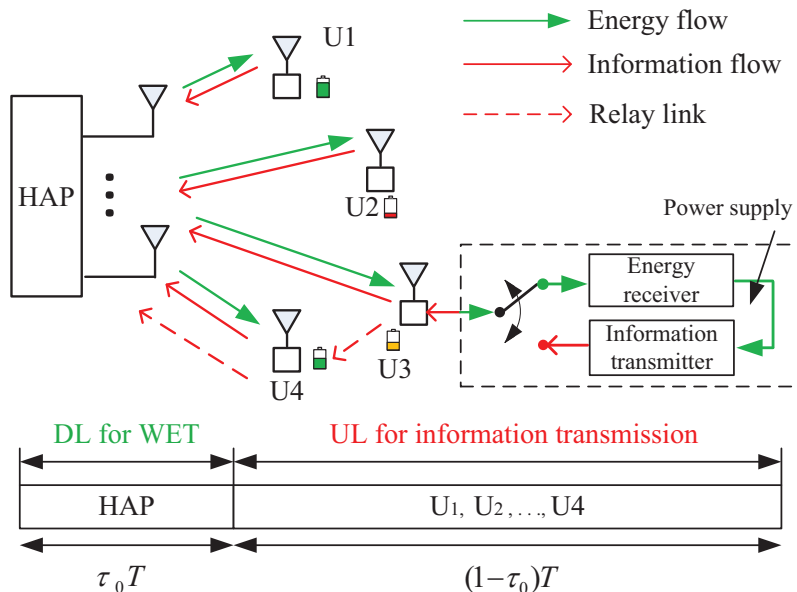 U1
Energy flow
Information flow
Relay link
HAP
U2
Power supply
Energy
receiver
Information
transmitter
U3
U4
DL for WET
UL for information transmission
HAP
U1, U2 , ..., U4
τ0T
(1−τ0)T